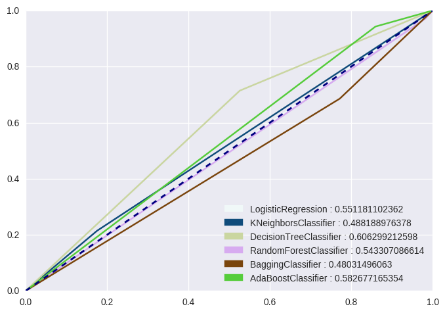 1.0
0.8
0.6
0.4
0.2
0.0
LogisticRegression : 0.551181102362
KNeighborsClassifier : 0.488188976378
DecisionTreeClassifier : 0.606299212598
RandomForestClassifier : 0.543307086614
BaggingClassifier : 0.48031496063
AdaBoostClassifier : 0.582677165354
0.0 0.2 0.4 0.6 0.8 1.0